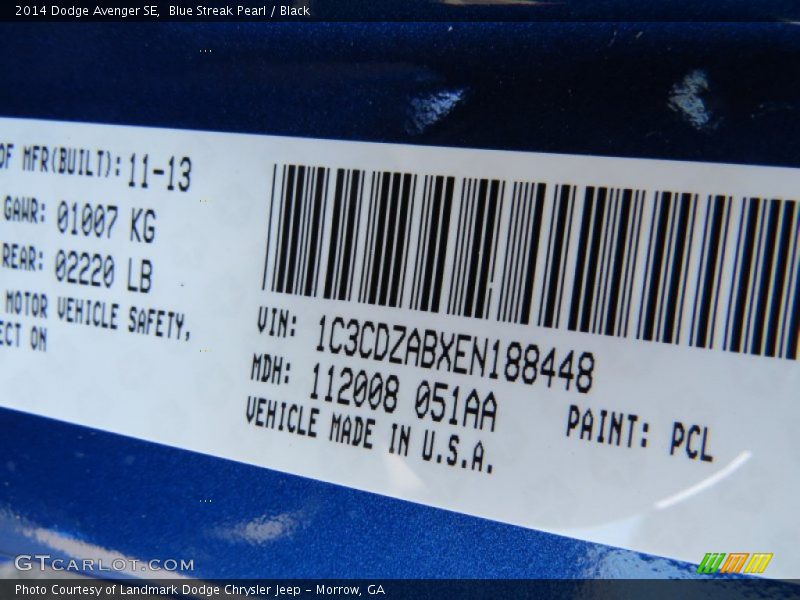 2014 Dodge Avenger SE,  Blue Streak Pearl / Black
OF MFR(BUILT): 11-13
GAWR: 01007 KG
REAR: 02220 LB
MOTOR VEHICLE SAFETY,
ECT ON
VIN: 1C3CDZABXEN188448
MDH: 112008 051AA
PAINT: PCL
VEHICLE MADE IN U.S.A.
GTCARLOT.COM
Photo Courtesy of Landmark Dodge Chrysler Jeep – Morrow, GA